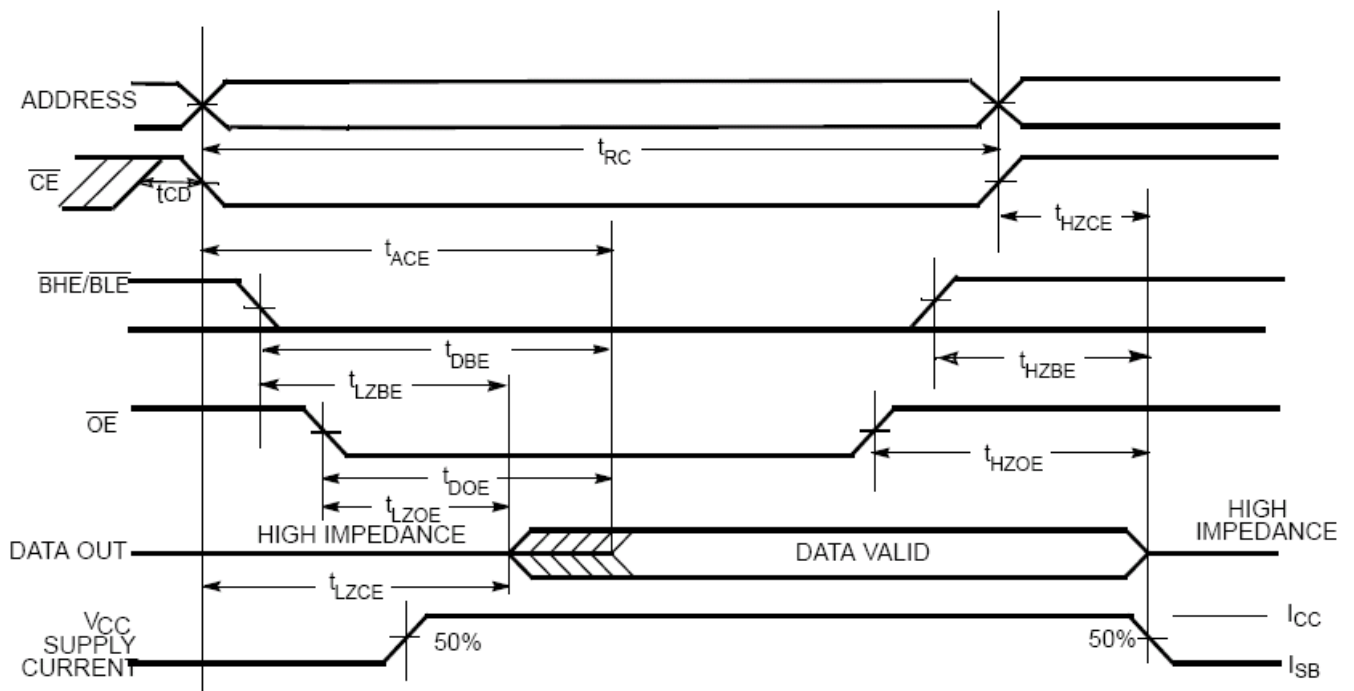 ADDRESS
tRC
CE
tCD
tHZCE
tACE
BHE/BLE
tDBE
tHZBE
tLZBE
OE
tHZOE
tDOE
tLZOE
HIGH IMPEDANCE
HIGH
IMPEDANCE
DATA OUT
DATA VALID
tLZCE
VCC
SUPPLY
CURRENT
50%
50%
ICC
ISB